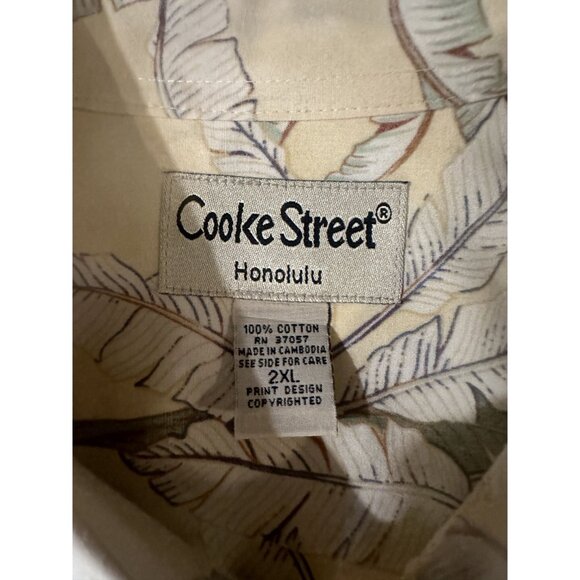 Cooke Street®
Honolulu
100% COTTON
RN 37057
MADE IN CAMBODIA
SEE SIDE FOR CARE
2XL
PRINT DESIGN
COPYRIGHTED